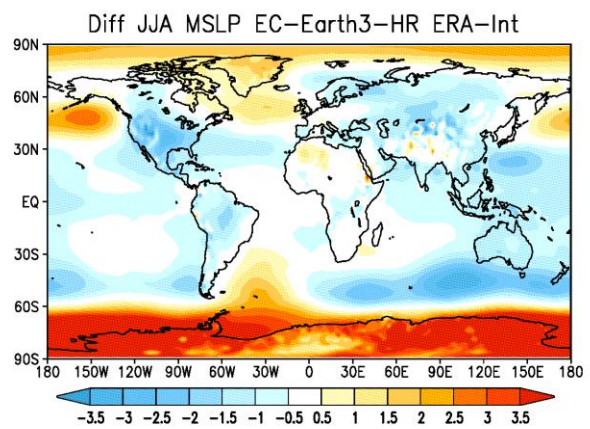 Diff JJA MSLP EC-Earth3-HR ERA-Int
90N
60N
30N
EQ
30S
60S
90S
180 150W 120W 90W 60W 30W 0 30E 60E 90E 120E 150E 180
-3.5 -3 -2.5 -2 -1.5 -1 -0.5 0.5 1 1.5 2 2.5 3 3.5